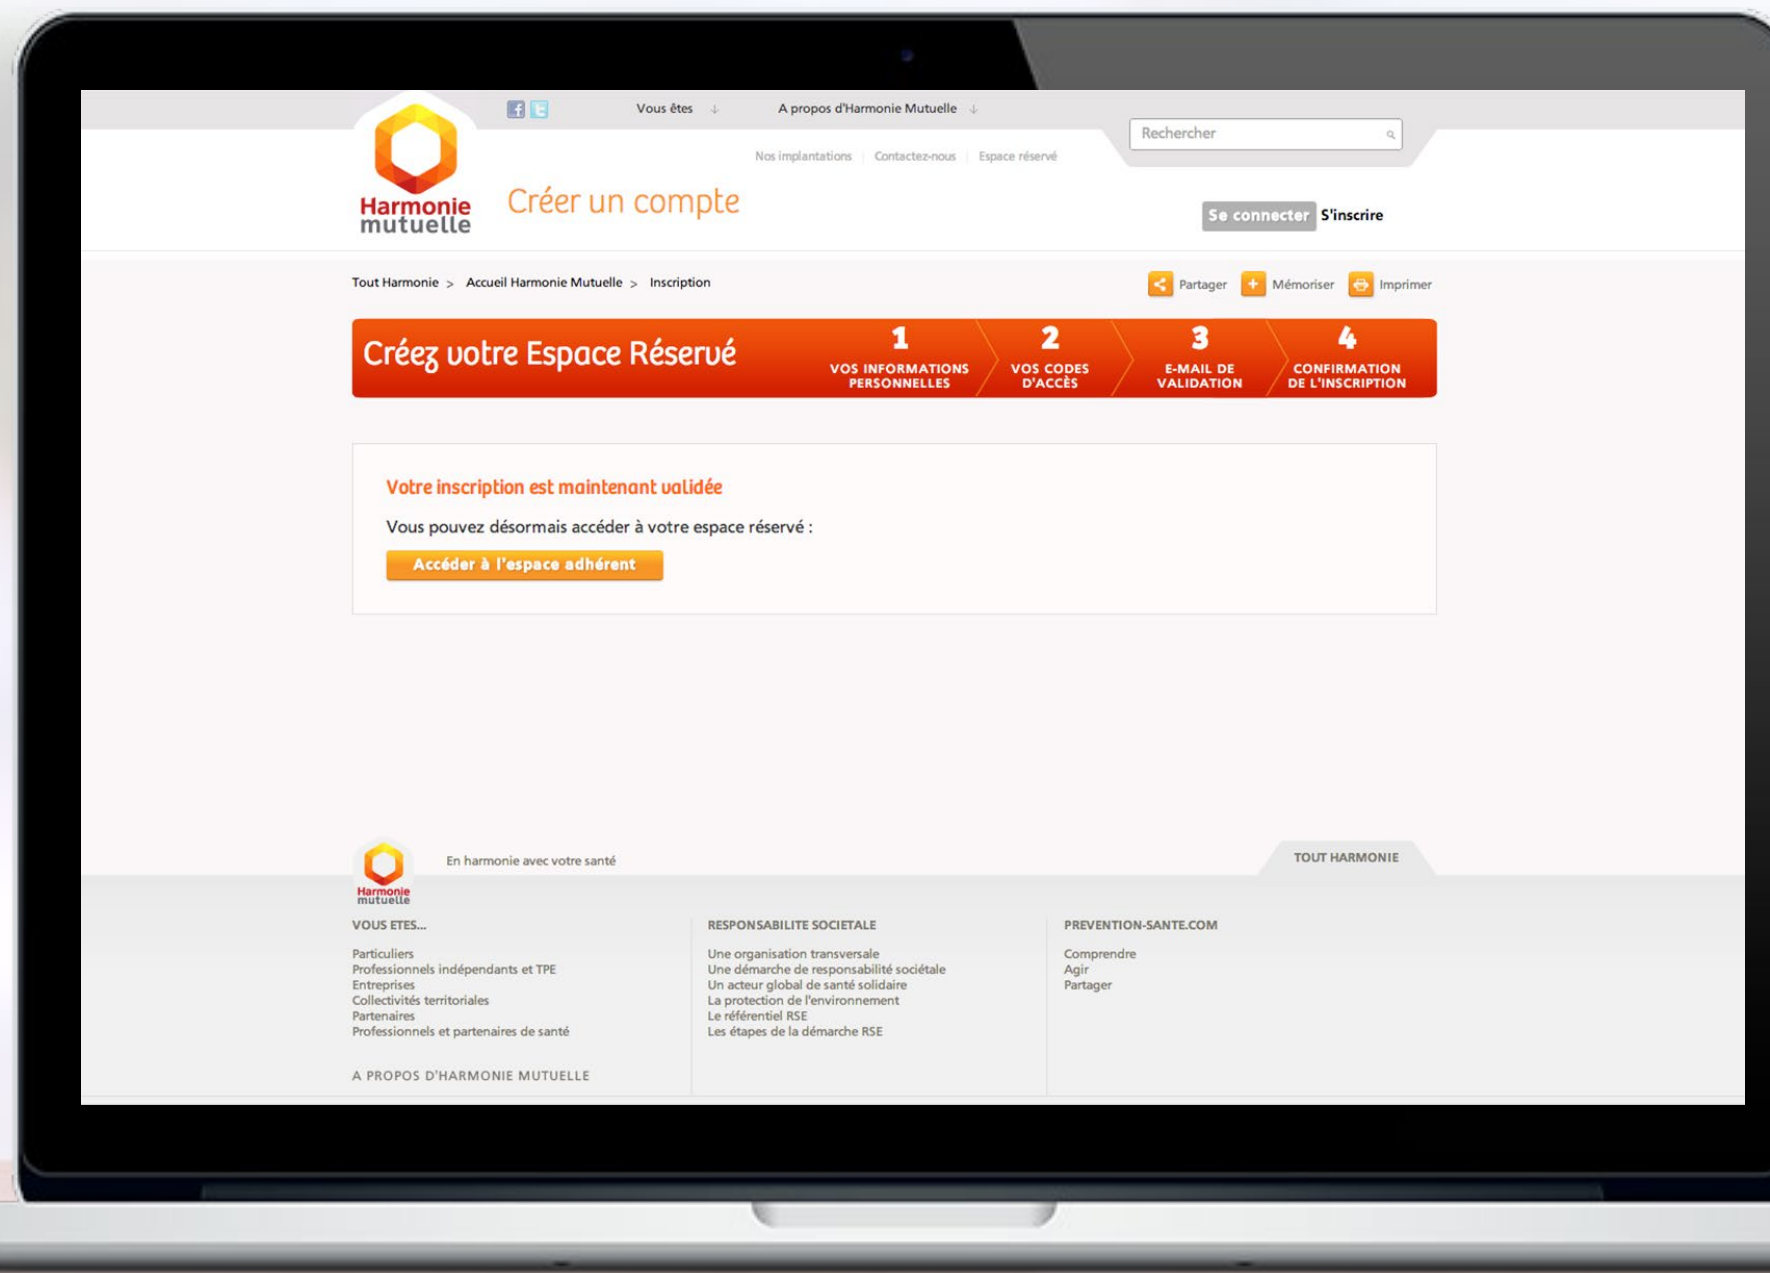 Vous êtes
A propos d'Harmonie Mutuelle
Rechercher
Nos implantations
Contactez-nous
Espace réservé
Harmonie
mutuelle
Créer un compte
Se connecter
S'inscrire
Tout Harmonie > Accueil Harmonie Mutuelle > Inscription
Partager
Mémoriser
Imprimer
Créez votre Espace Réservé
1
VOS INFORMATIONS
PERSONNELLES
2
VOS CODES
D'ACCÈS
3
E-MAIL DE
VALIDATION
4
CONFIRMATION
DE L'INSCRIPTION
Votre inscription est maintenant validée
Vous pouvez désormais accéder à votre espace réservé :
Accéder à l'espace adhérent
Harmonie
mutuelle
En harmonie avec votre santé
TOUT HARMONIE
VOUS ETES...
Particuliers
Professionnels indépendants et TPE
Entreprises
Collectivités territoriales
Partenaires
Professionnels et partenaires de santé
A PROPOS D'HARMONIE MUTUELLE
RESPONSABILITE SOCIETALE
Une organisation transversale
Une démarche de responsabilité sociétale
Un acteur global de santé solidaire
La protection de l'environnement
Le référentiel RSE
Les étapes de la démarche RSE
PREVENTION-SANTE.COM
Comprendre
Agir
Partager